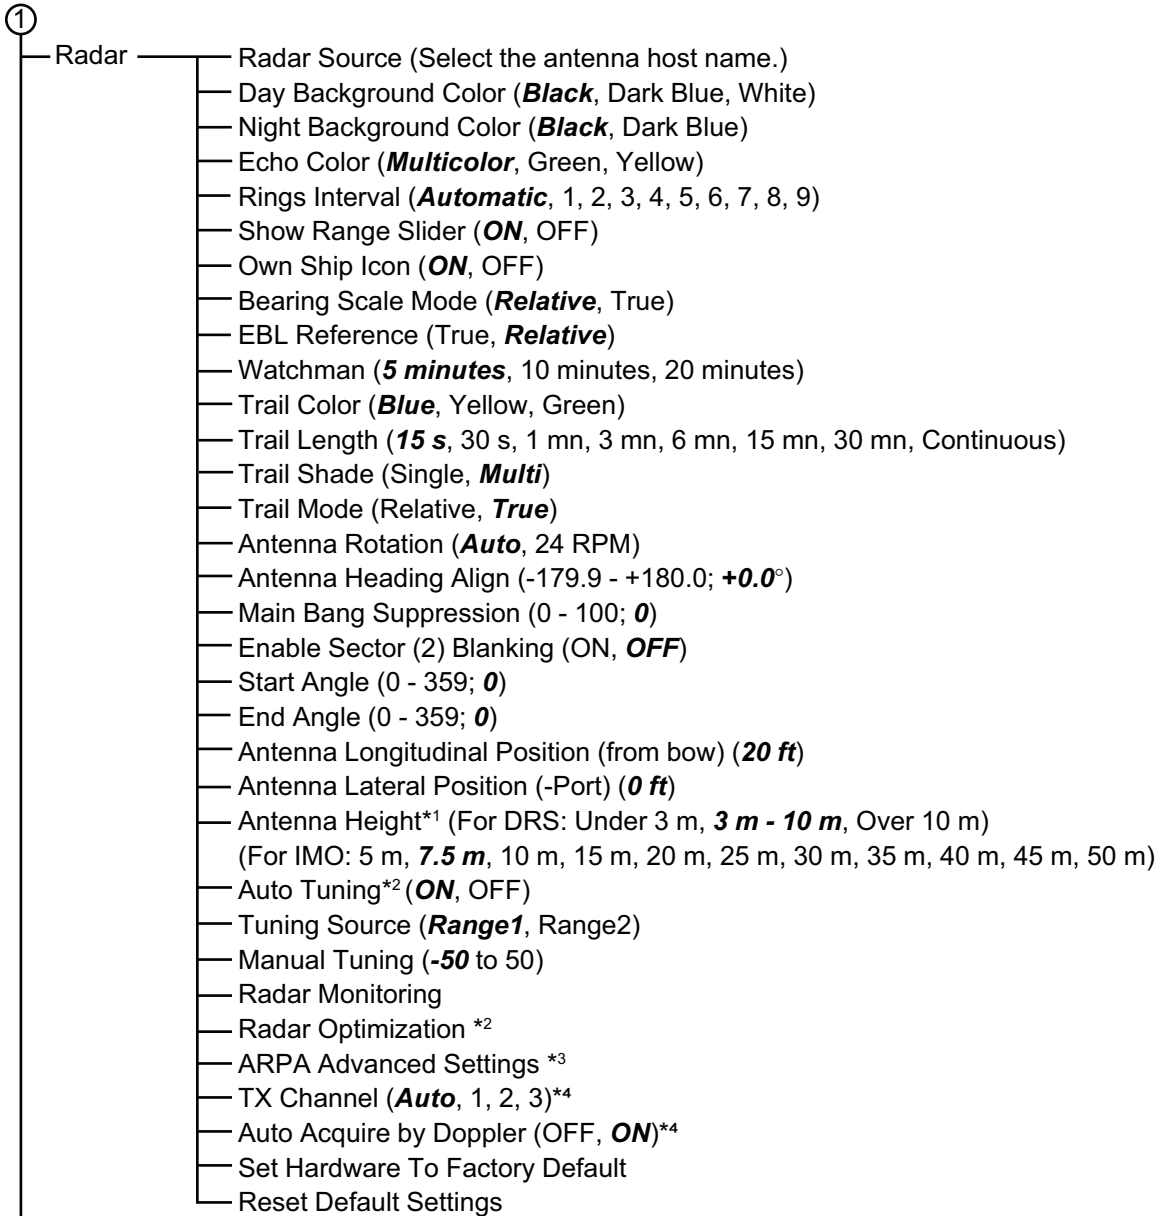 1
Radar
Radar Source (Select the antenna host name.)
Day Background Color (Black, Dark Blue, White)
Night Background Color (Black, Dark Blue)
Echo Color (Multicolor, Green, Yellow)
Rings Interval (Automatic, 1, 2, 3, 4, 5, 6, 7, 8, 9)
Show Range Slider (ON, OFF)
Own Ship Icon (ON, OFF)
Bearing Scale Mode (Relative, True)
EBL Reference (True, Relative)
Watchman (5 minutes, 10 minutes, 20 minutes)
Trail Color (Blue, Yellow, Green)
Trail Length (15 s, 30 s, 1 mn, 3 mn, 6 mn, 15 mn, 30 mn, Continuous)
Trail Shade (Single, Multi)
Trail Mode (Relative, True)
Antenna Rotation (Auto, 24 RPM)
Antenna Heading Align (-179.9 - +180.0; +0.0°)
Main Bang Suppression (0 - 100; 0)
Enable Sector (2) Blanking (ON, OFF)
Start Angle (0 - 359; 0)
End Angle (0 - 359; 0)
Antenna Longitudinal Position (from bow) (20 ft)
Antenna Lateral Position (-Port) (0 ft)
Antenna Height*1 (For DRS: Under 3 m, 3 m - 10 m, Over 10 m)
(For IMO: 5 m, 7.5 m, 10 m, 15 m, 20 m, 25 m, 30 m, 35 m, 40 m, 45 m, 50 m)
Auto Tuning*2 (ON, OFF)
Tuning Source (Range1, Range2)
Manual Tuning (-50 to 50)
Radar Monitoring
Radar Optimization *2
ARPA Advanced Settings *3
TX Channel (Auto, 1, 2, 3)*4
Auto Acquire by Doppler (OFF, ON)*4
Set Hardware To Factory Default
Reset Default Settings